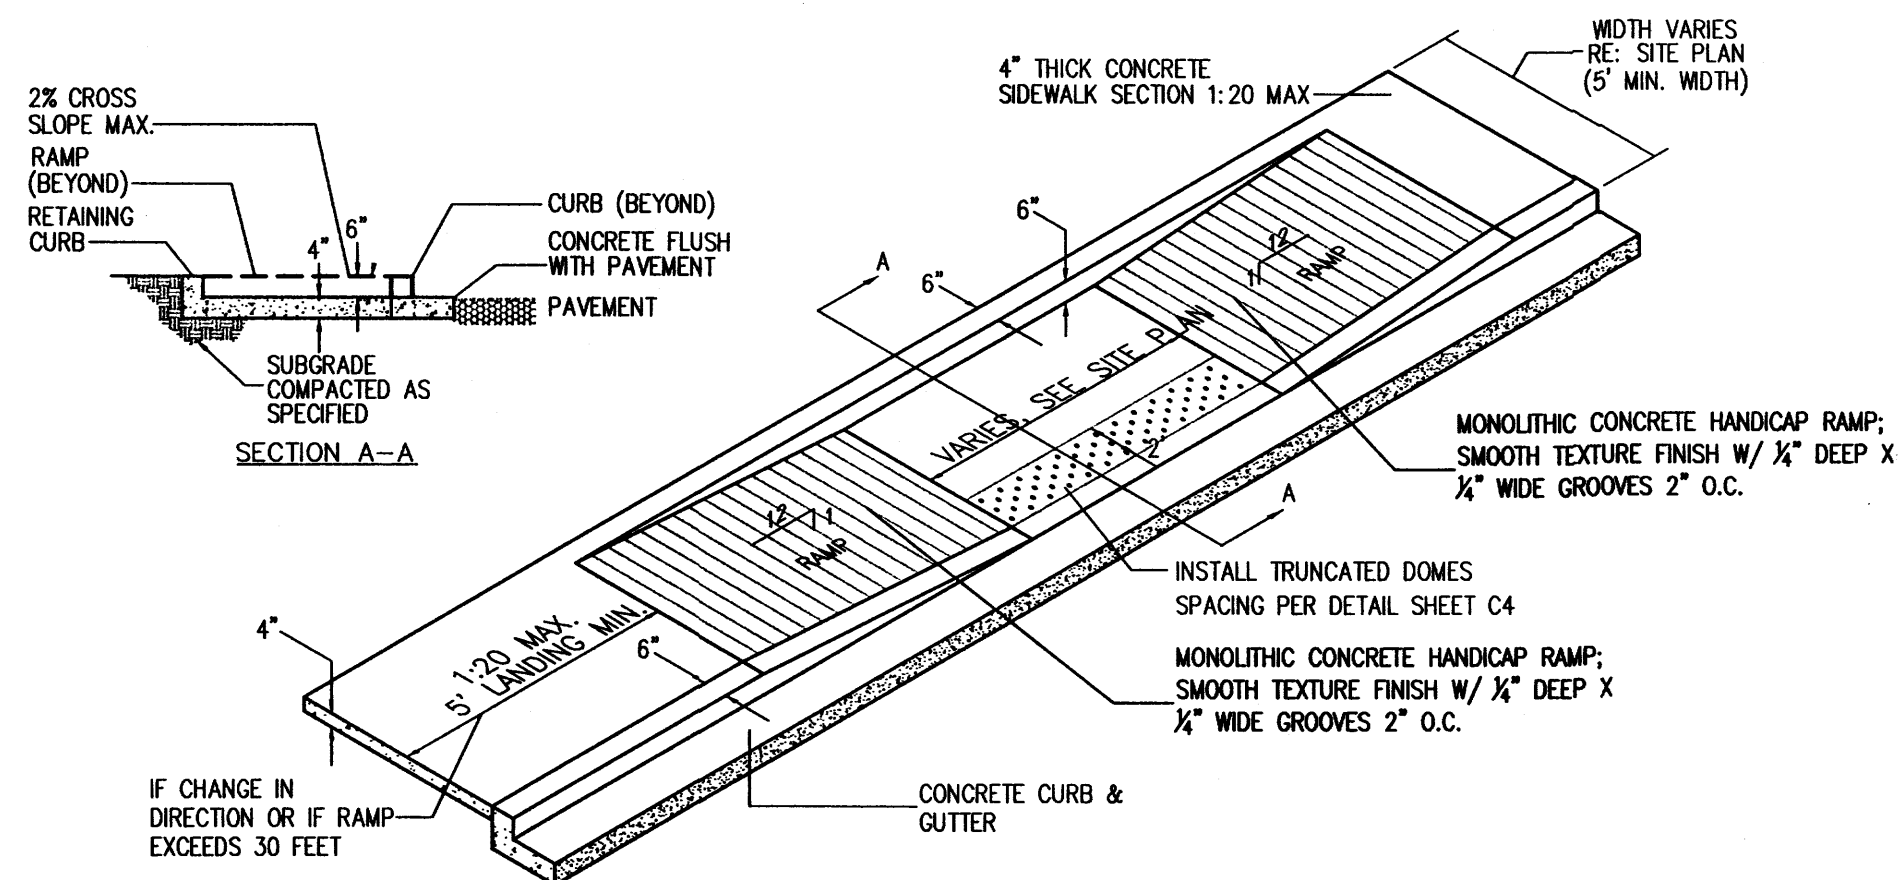 2% CROSS
SLOPE MAX.
RAMP
(BEYOND)
RETAINING
CURB
4"
6"
CURB (BEYOND)
CONCRETE FLUSH
WITH PAVEMENT
PAVEMENT
SUBGRADE
COMPACTED AS
SPECIFIED
SECTION A-A
4" THICK CONCRETE
SIDEWALK SECTION 1:20 MAX
WIDTH VARIES
RE: SITE PLAN
(5' MIN. WIDTH)
6"
6"
A
12
1
RAMP
VARIES, SEE SITE PLAN
2'
A
MONOLITHIC CONCRETE HANDICAP RAMP;
SMOOTH TEXTURE FINISH W/ ¼" DEEP X
¼" WIDE GROOVES 2" O.C.
12
1
RAMP
INSTALL TRUNCATED DOMES
SPACING PER DETAIL SHEET C4
MONOLITHIC CONCRETE HANDICAP RAMP;
SMOOTH TEXTURE FINISH W/ ¼" DEEP X
¼" WIDE GROOVES 2" O.C.
4"
1:20 MAX.
5' LANDING MIN.
6"
IF CHANGE IN
DIRECTION OR IF RAMP
EXCEEDS 30 FEET
CONCRETE CURB &
GUTTER